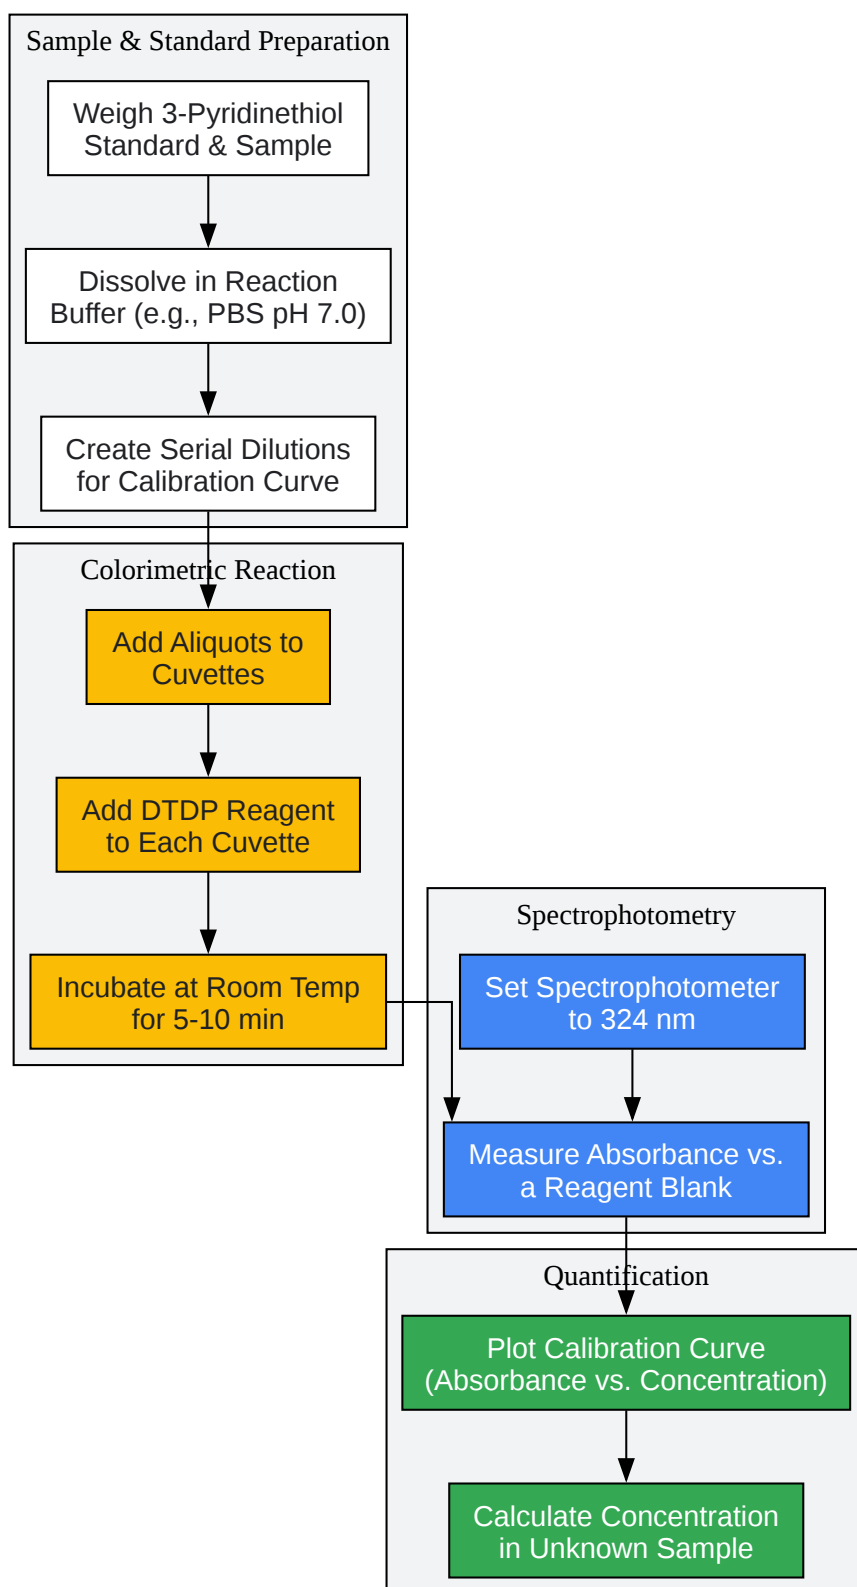 Sample & Standard Preparation
Weigh 3-Pyridinethiol
Standard & Sample
Dissolve in Reaction
Buffer (e.g., PBS pH 7.0)
Create Serial Dilutions
for Calibration Curve
Colorimetric Reaction
Add Aliquots to
Cuvettes
Add DTDP Reagent
to Each Cuvette
Incubate at Room Temp
for 5-10 min
Spectrophotometry
Set Spectrophotometer
to 324 nm
Measure Absorbance vs.
a Reagent Blank
Quantification
Plot Calibration Curve
(Absorbance vs. Concentration)
Calculate Concentration
in Unknown Sample